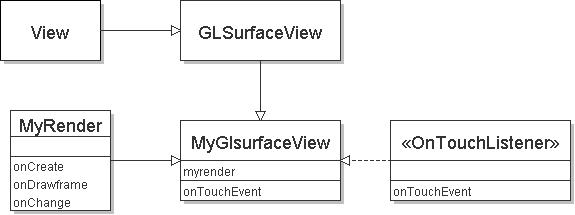 View
GLSurfaceView
MyRender
onCreate
onDrawframe
onChange
MyGlsurfaceView
myrender
onTouchEvent
«OnTouchListener»
onTouchEvent